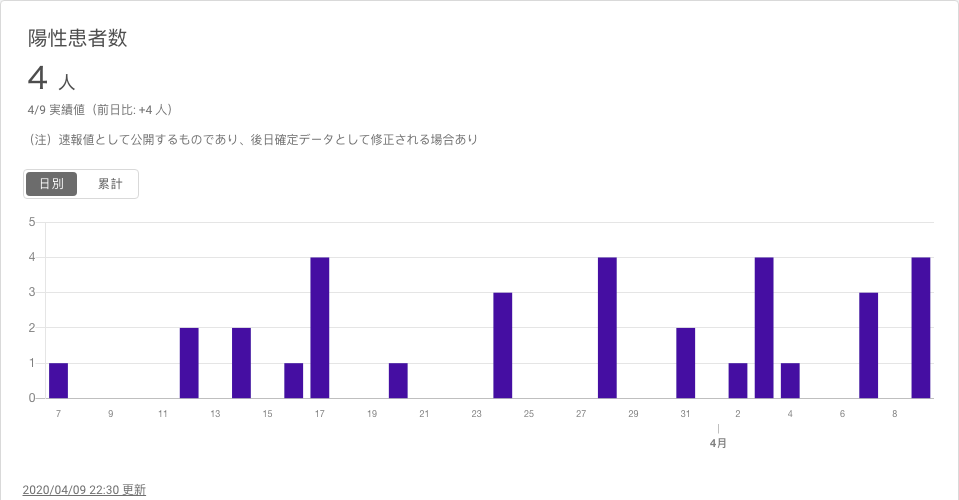 陽性患者数
4 人
4/9 実績値（前日比: +4 人）
（注）速報値として公開するものであり、後日確定データとして修正される場合あり
日別 累計
5
4
3
2
1
0
7 9 11 13 15 17 19 21 23 25 27 29 31 2 4 6 8
4月
2020/04/09 22:30 更新